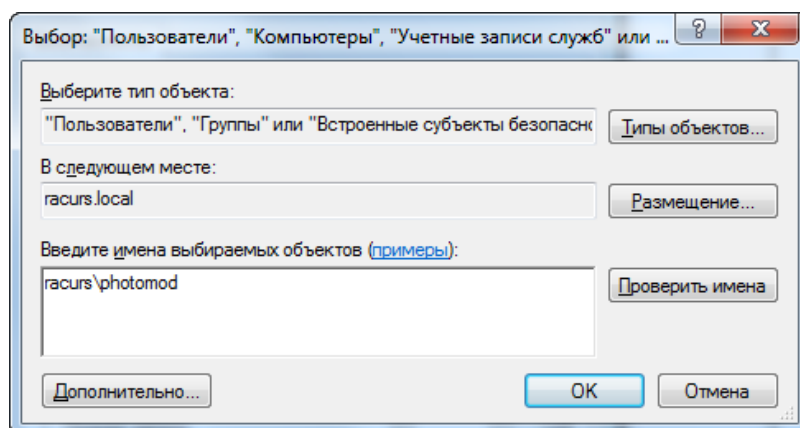 Выбор: "Пользователи", "Компьютеры", "Учетные записи служб" или ...
Выберите тип объекта:
"Пользователи", "Группы" или "Встроенные субъекты безопасно
Типы объектов...
В следующем месте:
racurs.local
Размещение...
Введите имена выбираемых объектов (примеры):
racurs\photomod
Проверить имена
Дополнительно...
OK
Отмена